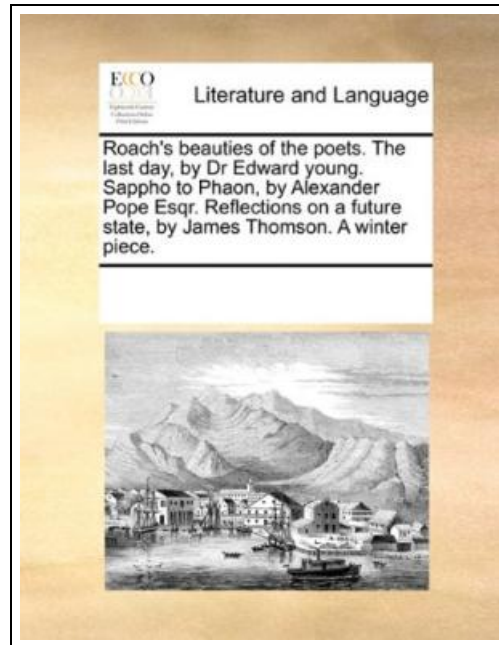 ECCO
Literature and Language
Roach's beauties of the poets. The
last day, by Dr Edward young.
Sappho to Phaon, by Alexander
Pope Esqr. Reflections on a future
state, by James Thomson. A winter
piece.